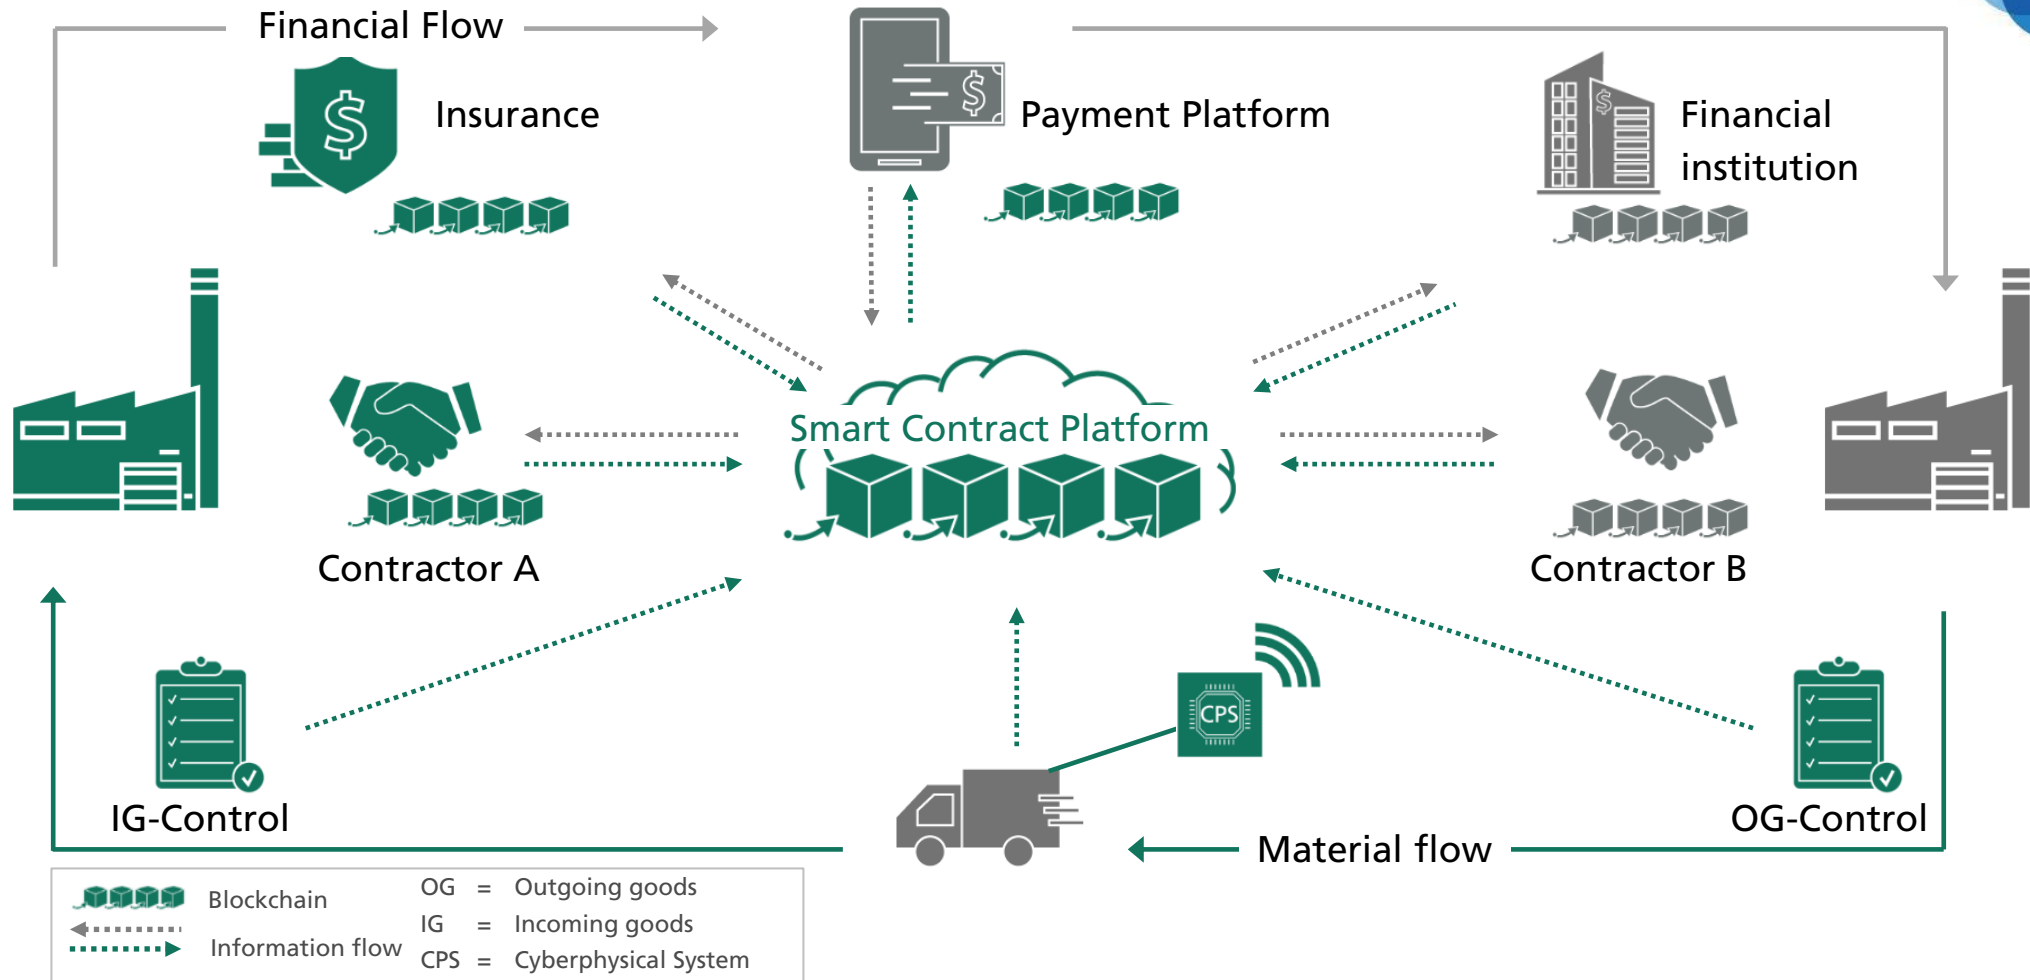 Financial Flow
Insurance
Payment Platform
Financial
institution
$
$
$
Smart Contract Platform
Contractor A
Contractor B
CPS
IG-Control
OG-Control
Material flow
Blockchain
Information flow
OG = Outgoing goods
IG = Incoming goods
CPS = Cyberphysical System